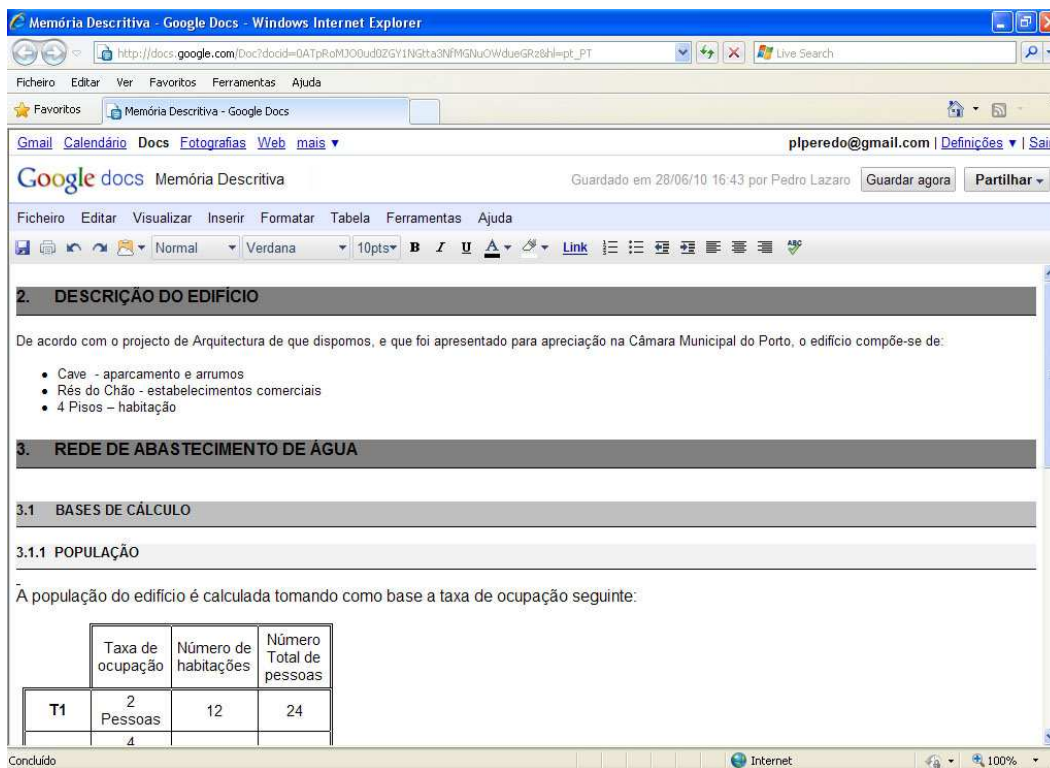 Memória Descritiva - Google Docs - Windows Internet Explorer
http://docs.google.com/Doc?docid=0ATpRoMJO0ud0ZGY1NGtta3NfMGNuOWdueGRz&hl=pt_PT Live Search
Ficheiro Editar Ver Favoritos Ferramentas Ajuda
Favoritos Memória Descritiva - Google Docs
Gmail Calendário Docs Fotografias Web mais ▼ plperedo@gmail.com | Definições ▼ | Sai
Google docs Memória Descritiva Guardado em 28/06/10 16:43 por Pedro Lazaro Guardar agora Partilhar
Ficheiro Editar Visualizar Inserir Formatar Tabela Ferramentas Ajuda
Normal Verdana 10pts B I U A Link ABC
2. DESCRIÇÃO DO EDIFÍCIO
De acordo com o projecto de Arquitectura de que dispomos, e que foi apresentado para apreciação na Câmara Municipal do Porto, o edifício compõe-se de:
• Cave - aparcamento e arrumos
• Rés do Chão - estabelecimentos comerciais
• 4 Pisos – habitação
3. REDE DE ABASTECIMENTO DE ÁGUA
3.1 BASES DE CÁLCULO
3.1.1 POPULAÇÃO
A população do edifício é calculada tomando como base a taxa de ocupação seguinte:
Taxa de ocupação Número de habitações Número Total de pessoas
T1 2 Pessoas 12 24
4
Concluído Internet 100%